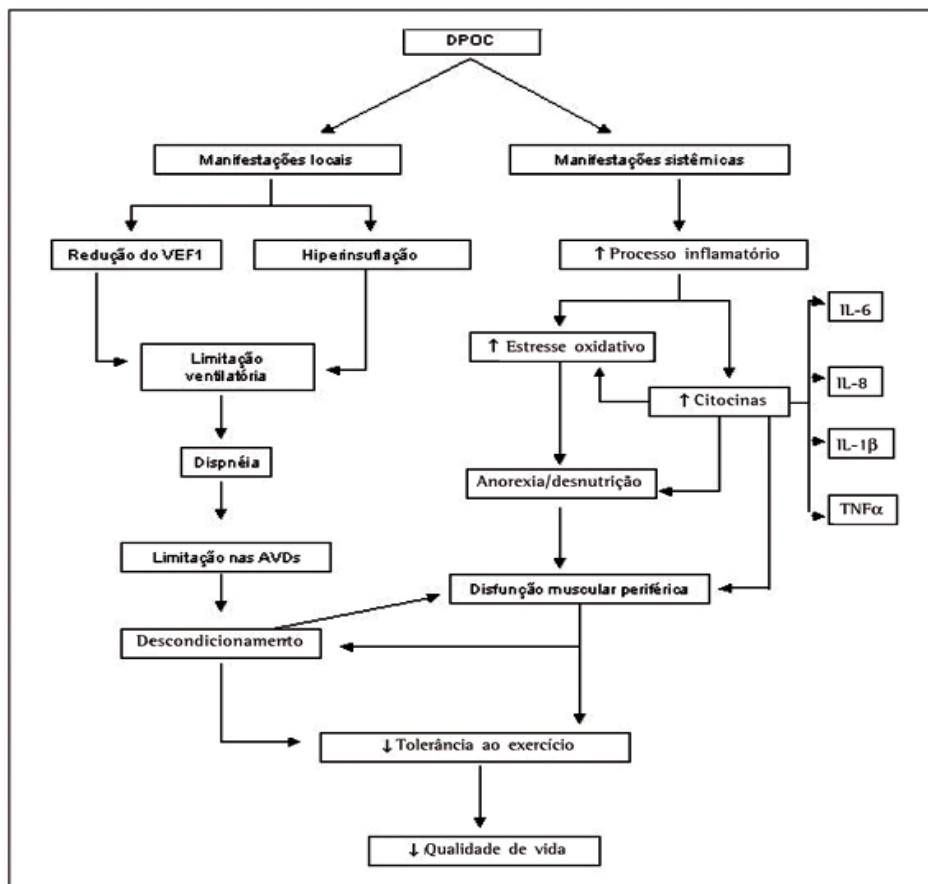 DPOC
Manifestações locais
Manifestações sistêmicas
Redução do VEF1
Hiperinsuflação
↑ Processo inflamatório
IL-6
↑ Estresse oxidativo
Limitação
ventilatória
IL-8
↑ Citocinas
IL-1β
Dispnéia
Anorexia/desnutrição
TNFα
Limitação nas AVDs
Disfunção muscular periférica
Descondicionamento
↓ Tolerância ao exercício
↓ Qualidade de vida